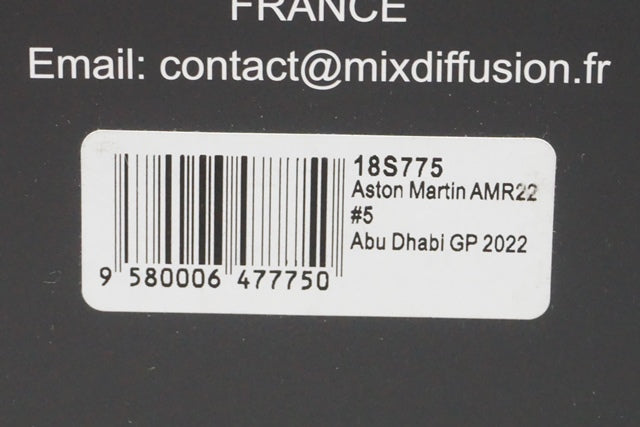 FRANCE
Email: contact@mixdiffusion.fr
18S775
Aston Martin AMR22
#5
Abu Dhabi GP 2022
9 580006 477750